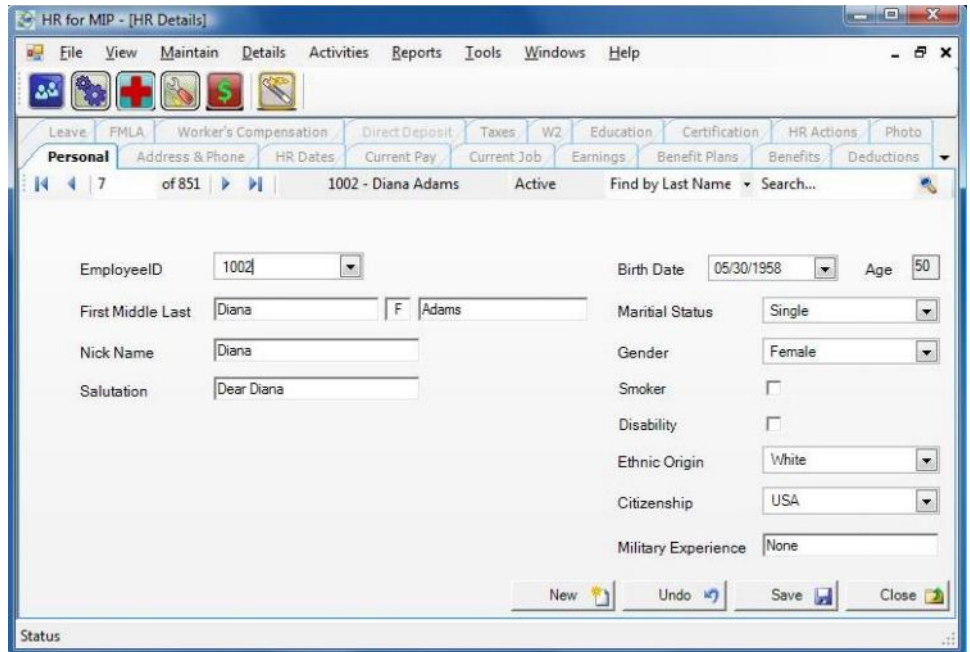 HR for MIP - [HR Details]
File View Maintain Details Activities Reports Tools Windows Help
Leave FMLA Worker's Compensation Direct Deposit Taxes W2 Education Certification HR Actions Photo
Personal Address & Phone HR Dates Current Pay Current Job Earnings Benefit Plans Benefits Deductions
7 of 851 1002 - Diana Adams Active Find by Last Name Search...
EmployeeID 1002 Birth Date 05/30/1958 Age 50
First Middle Last Diana F Adams Maritial Status Single
Nick Name Diana Gender Female
Salutation Dear Diana Smoker
Disability
Ethnic Origin White
Citizenship USA
Military Experience None
New Undo Save Close
Status